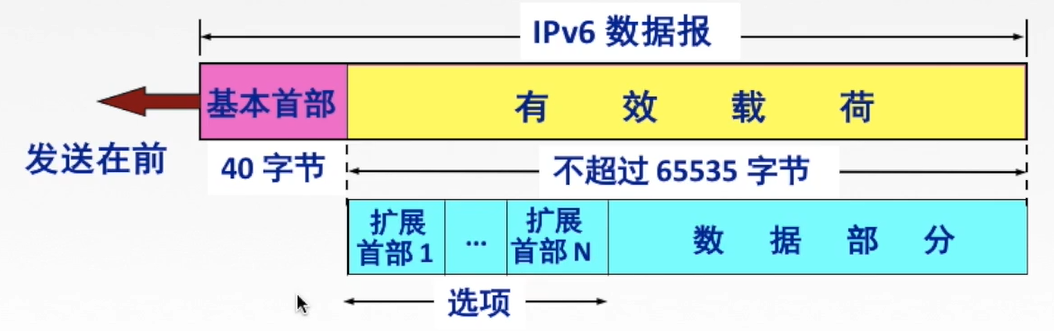 IPv6 数据报
基本首部
有效载荷
发送在前
40 字节
不超过 65535 字节
扩展
首部 1
...
扩展
首部 N
数据部分
选项